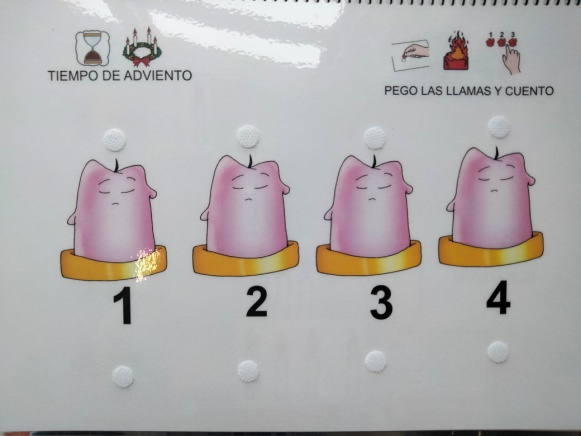 TIEMPO DE ADVIENTO
1 2 3
PEGO LAS LLAMAS Y CUENTO
1 2 3 4